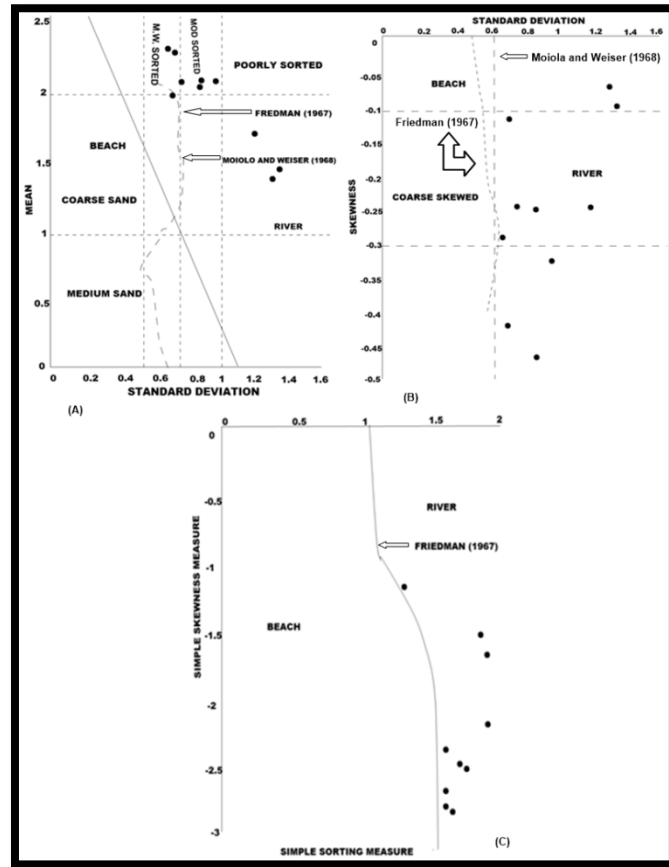 2.5
2
1.5
1
0.5
0
MEAN
M.W. SORTED
MOD SORTED
POORLY SORTED
FREDMAN (1967)
BEACH
MOIOLO AND WEISER (1968)
COARSE SAND
RIVER
MEDIUM SAND
0 0.2 0.4 0.6 0.8 1 1.2 1.4 1.6
STANDARD DEVIATION
(A)
STANDARD DEVIATION
0 0.2 0.4 0.6 0.8 1 1.2 1.4 1.6
0
-0.05
-0.1
-0.15
-0.2
-0.25
-0.3
-0.35
-0.4
-0.45
-0.5
SKEWNESS
Moiola and Weiser (1968)
BEACH
Friedman (1967)
RIVER
COARSE SKEWED
(B)
0 0.5 1 1.5 2
0
-0.5
-1
-1.5
-2
-2.5
-3
SIMPLE SKEWNESS MEASURE
RIVER
FRIEDMAN (1967)
BEACH
SIMPLE SORTING MEASURE
(C)